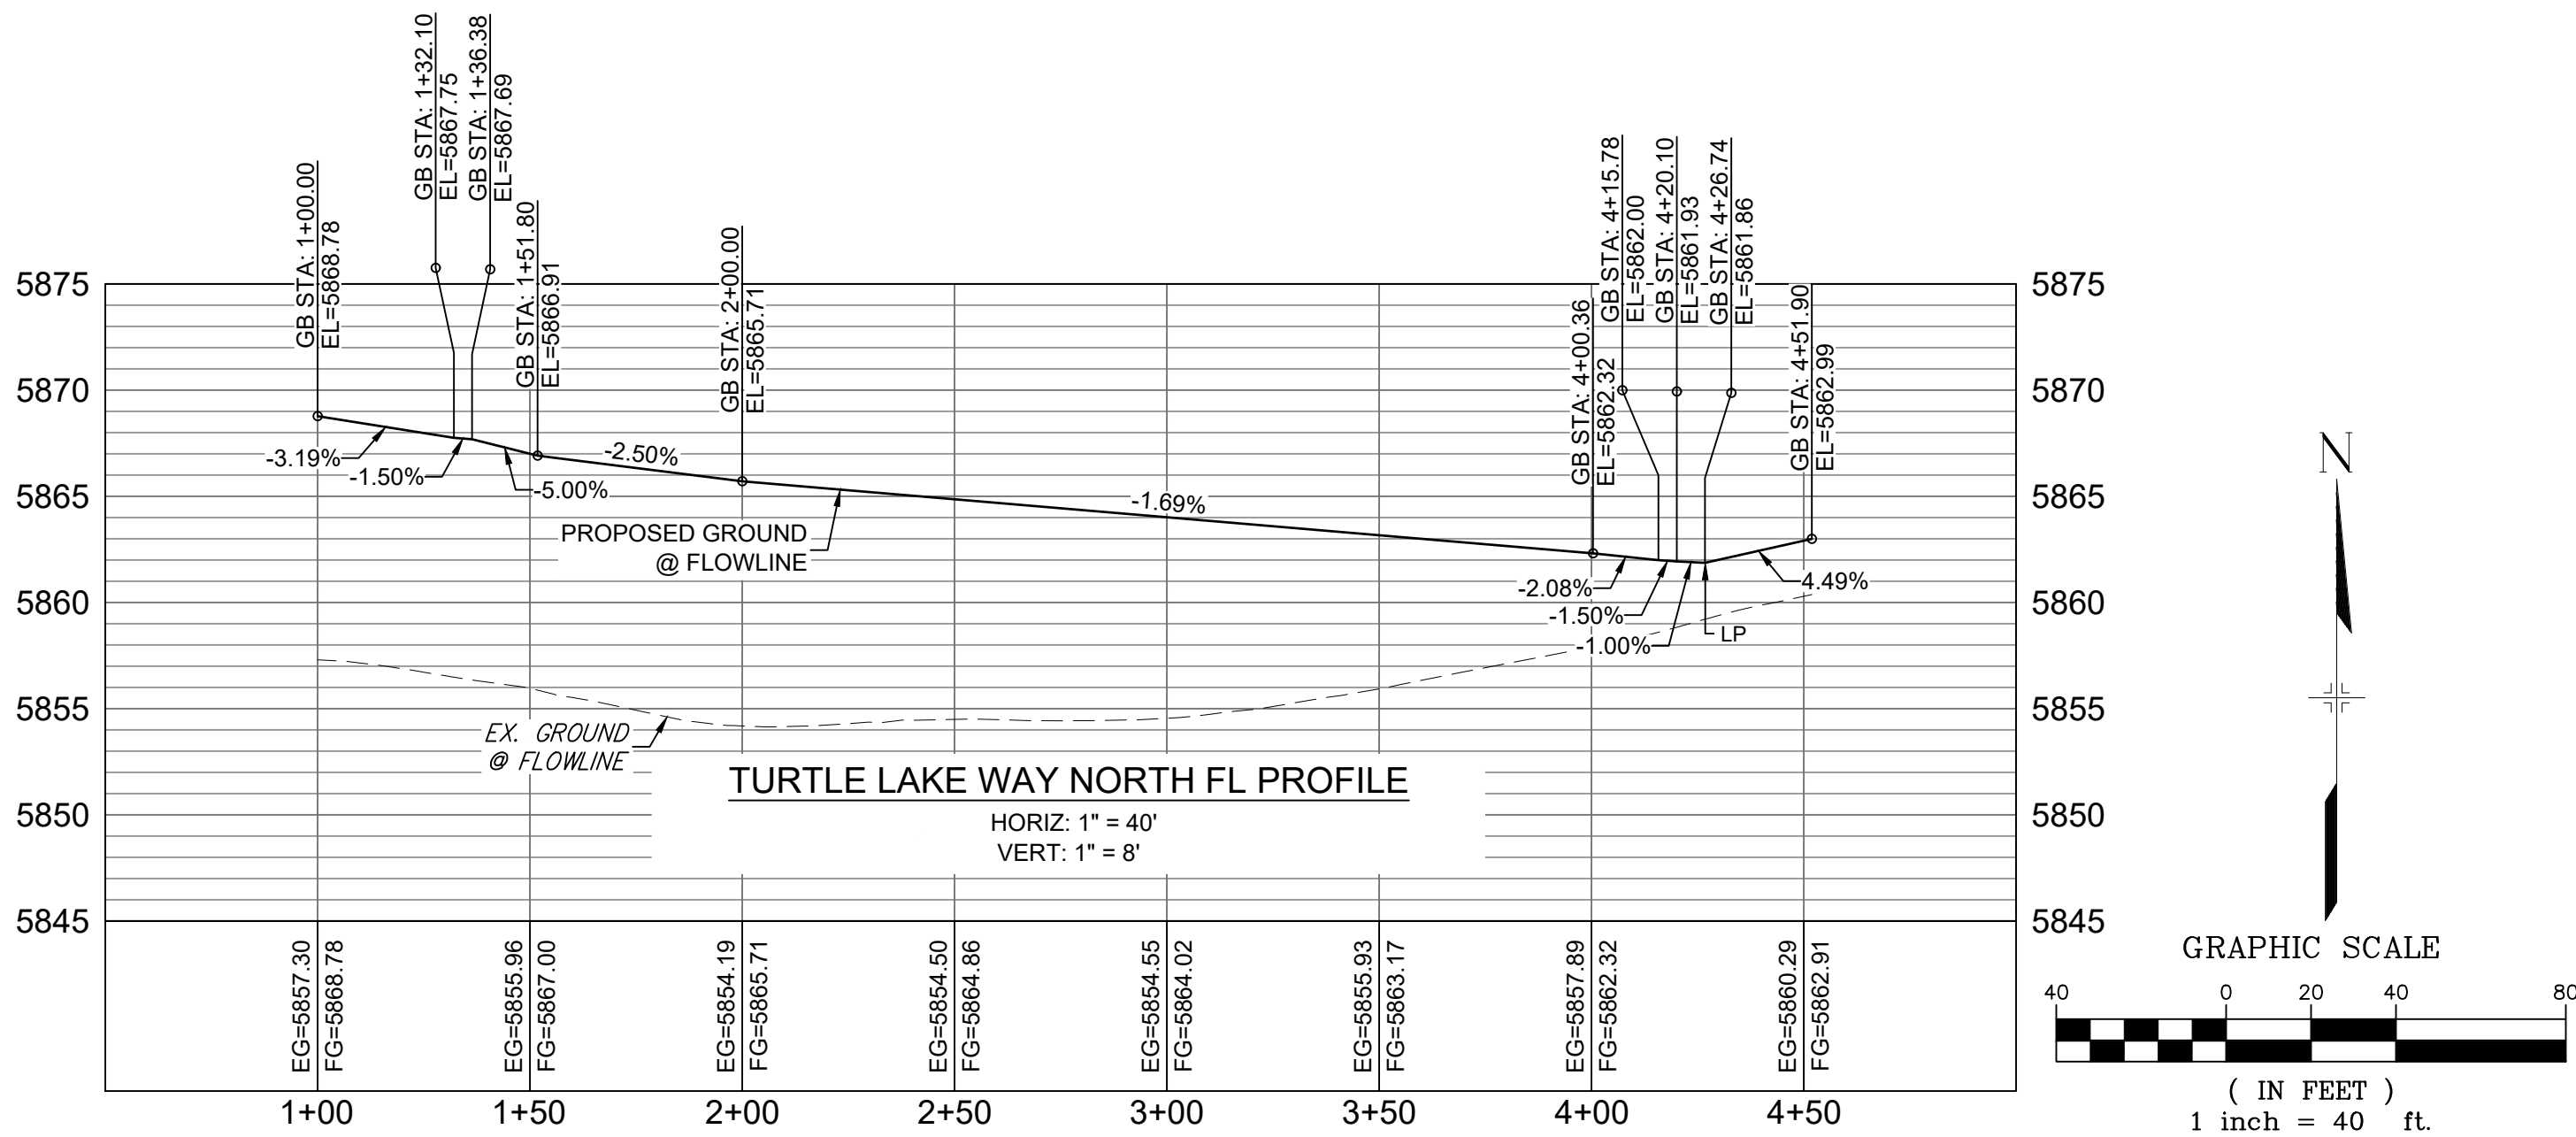 GB STA: 1+00.00
EL=5868.78
GB STA: 1+32.10
EL=5867.75
GB STA: 1+36.38
EL=5867.69
GB STA: 1+51.80
EL=5866.91
GB STA: 2+00.00
EL=5865.71
GB STA: 4+00.36
EL=5862.32
GB STA: 4+15.78
EL=5862.00
GB STA: 4+20.10
EL=5861.93
GB STA: 4+26.74
EL=5861.86
GB STA: 4+51.90
EL=5862.99
5875
5870
5865
5860
5855
5850
5845
5875
5870
5865
5860
5855
5850
5845
-3.19%
-1.50%
-5.00%
-2.50%
-1.69%
-2.08%
-1.50%
-1.00%
4.49%
LP
PROPOSED GROUND
@ FLOWLINE
EX. GROUND
@ FLOWLINE
TURTLE LAKE WAY NORTH FL PROFILE
HORIZ: 1" = 40'
VERT: 1" = 8'
EG=5857.30
FG=5868.78
EG=5855.96
FG=5867.00
EG=5854.19
FG=5865.71
EG=5854.50
FG=5864.86
EG=5854.55
FG=5864.02
EG=5855.93
FG=5863.17
EG=5857.89
FG=5862.32
EG=5860.29
FG=5862.91
1+00
1+50
2+00
2+50
3+00
3+50
4+00
4+50
N
GRAPHIC SCALE
40 0 20 40 80
( IN FEET )
1 inch = 40 ft.